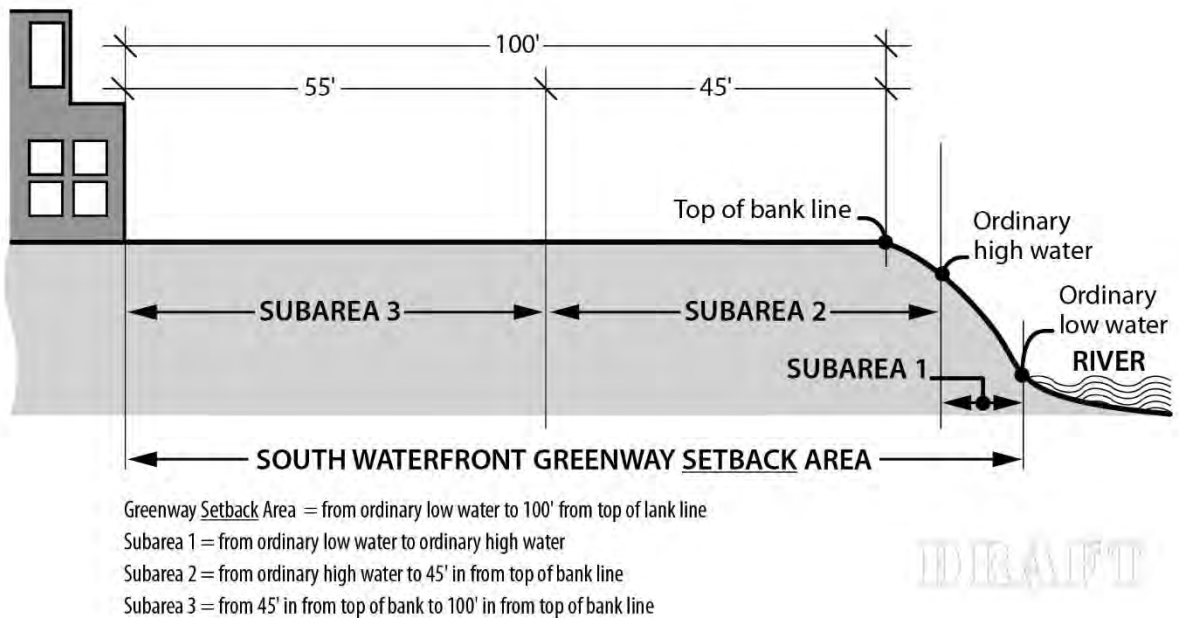 100'
55'
45'
Top of bank line
Ordinary
high water
Ordinary
low water
RIVER
SUBAREA 3
SUBAREA 2
SUBAREA 1
SOUTH WATERFRONT GREENWAY SETBACK AREA
Greenway Setback Area = from ordinary low water to 100' from top of lank line
Subarea 1 = from ordinary low water to ordinary high water
Subarea 2 = from ordinary high water to 45' in from top of bank line
Subarea 3 = from 45' in from top of bank to 100' in from top of bank line
DRAFT